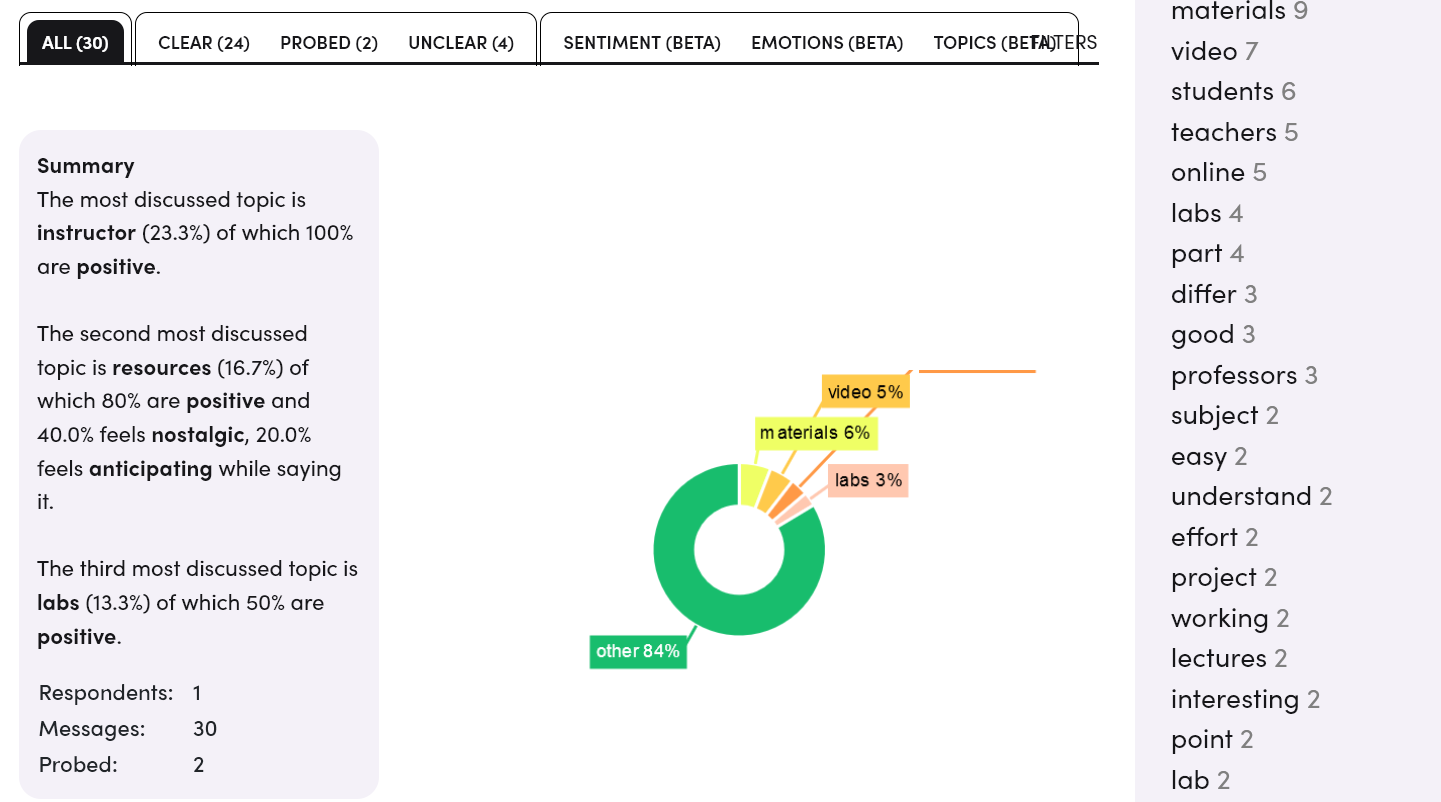 ALL (30)
CLEAR (24)
PROBED (2)
UNCLEAR (4)
SENTIMENT (BETA)
EMOTIONS (BETA)
TOPICS (BETA)
FILTERS
Summary
The most discussed topic is
instructor (23.3%) of which 100%
are positive.
The second most discussed
topic is resources (16.7%) of
which 80% are positive and
40.0% feels nostalgic, 20.0%
feels anticipating while saying
it.
The third most discussed topic is
labs (13.3%) of which 50% are
positive.
Respondents: 1
Messages: 30
Probed: 2
video 5%
materials 6%
labs 3%
other 84%
materials 9
video 7
students 6
teachers 5
online 5
labs 4
part 4
differ 3
good 3
professors 3
subject 2
easy 2
understand 2
effort 2
project 2
working 2
lectures 2
interesting 2
point 2
lab 2